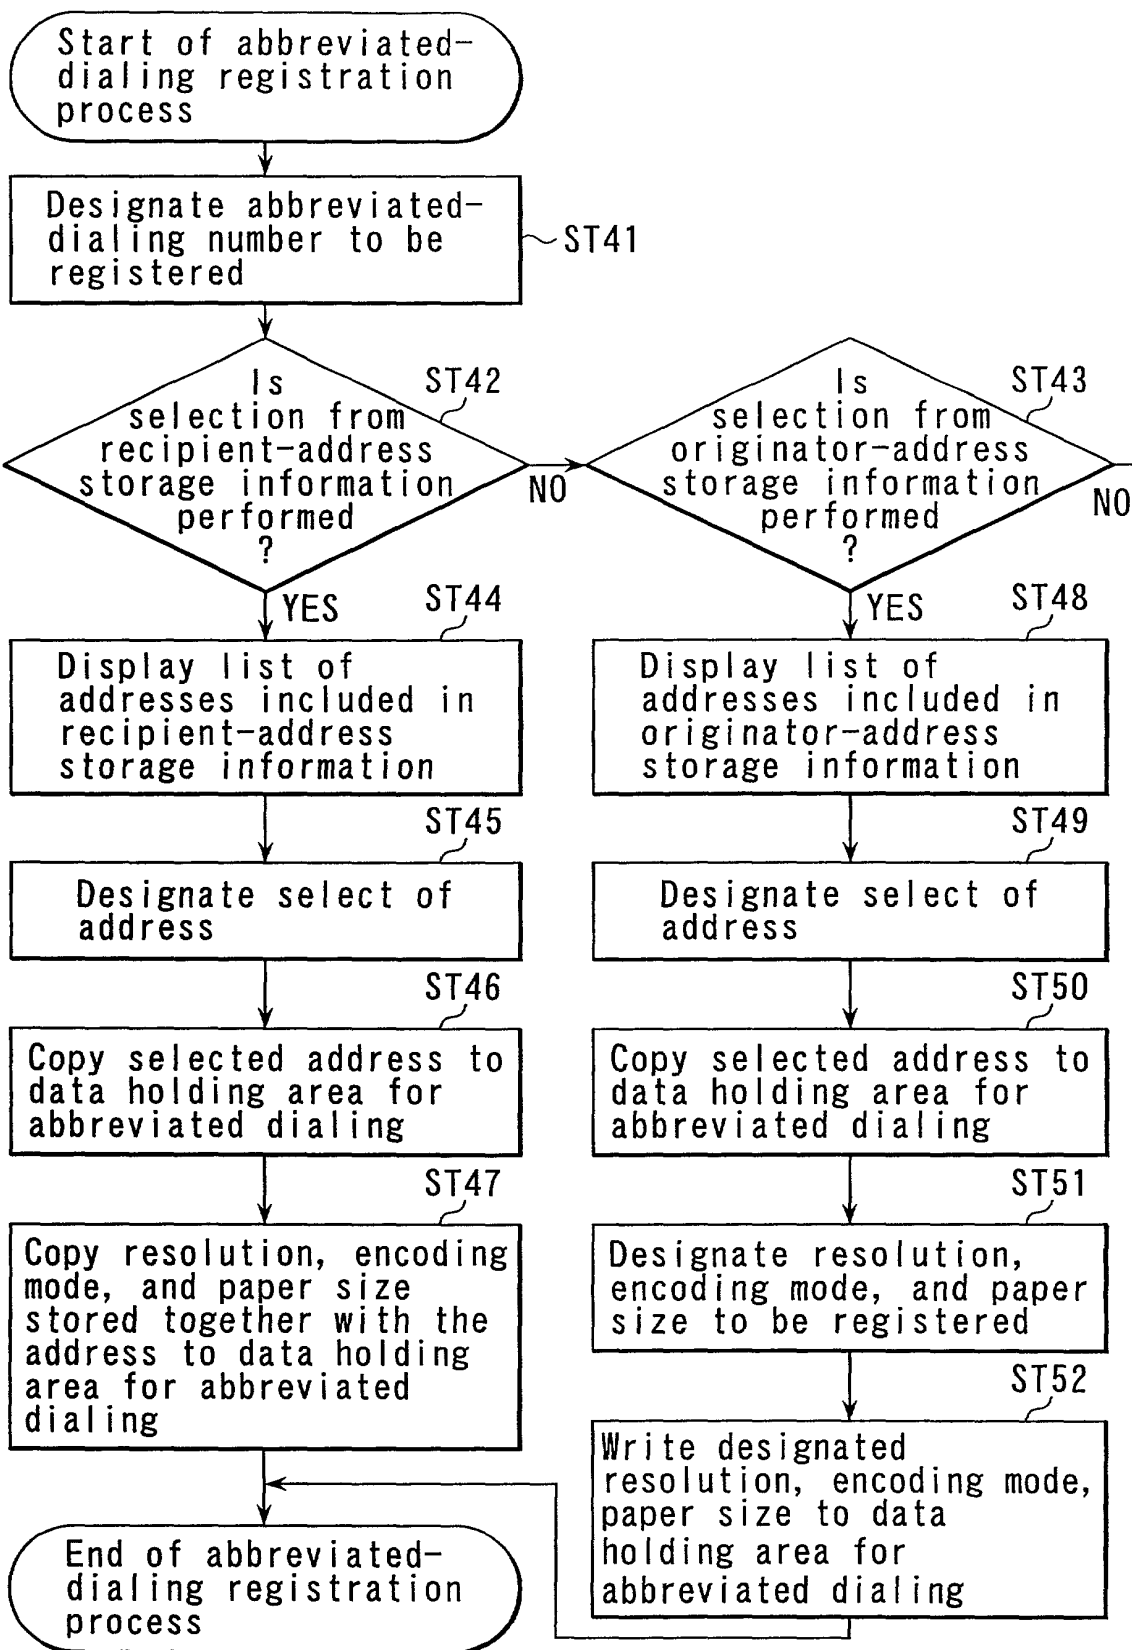 Start of abbreviated-
dialing registration
process
Designate abbreviated-
dialing number to be
registered
ST41
Is
selection from
recipient-address
storage information
performed
?
ST42
NO
YES
Is
selection from
originator-address
storage information
performed
?
ST43
NO
YES
ST44
Display list of
addresses included in
recipient-address
storage information
ST45
Designate select of
address
ST46
Copy selected address to
data holding area for
abbreviated dialing
ST47
Copy resolution, encoding
mode, and paper size
stored together with the
address to data holding
area for abbreviated
dialing
ST48
Display list of
addresses included in
originator-address
storage information
ST49
Designate select of
address
ST50
Copy selected address to
data holding area for
abbreviated dialing
ST51
Designate resolution,
encoding mode, and paper
size to be registered
ST52
Write designated
resolution, encoding mode,
paper size to data
holding area for
abbreviated dialing
End of abbreviated-
dialing registration
process